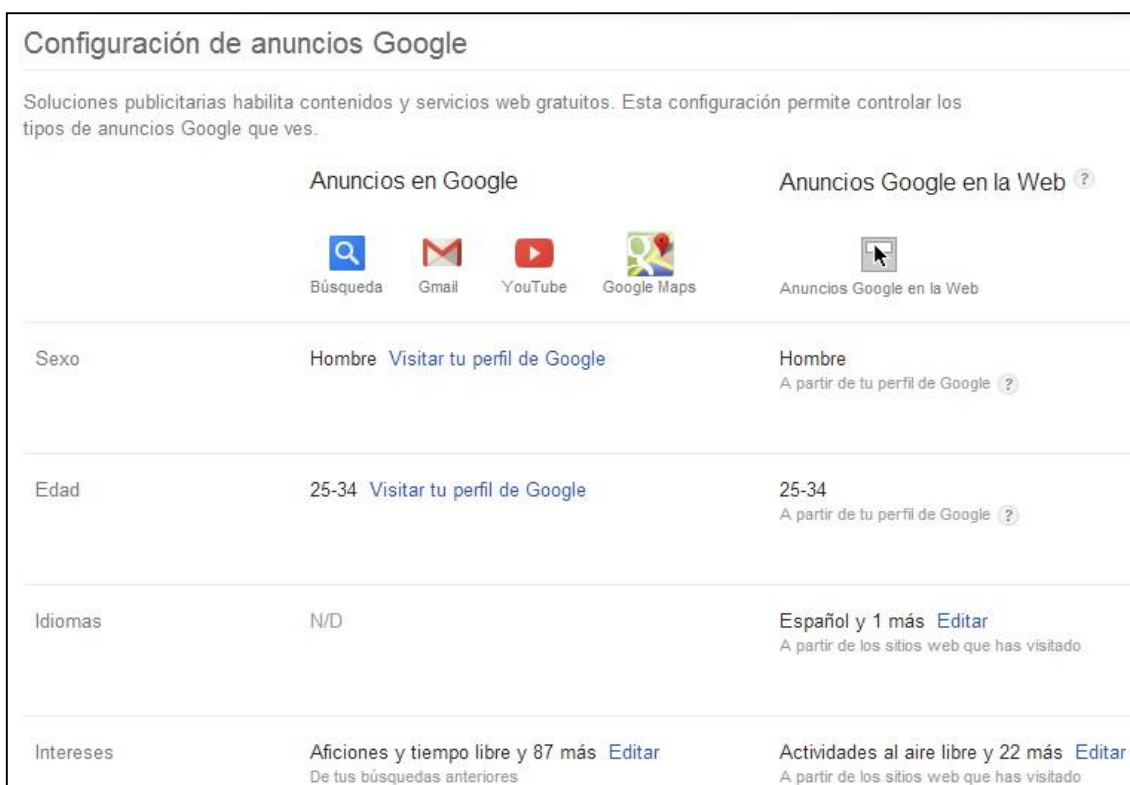 Configuración de anuncios Google
Soluciones publicitarias habilita contenidos y servicios web gratuitos. Esta configuración permite controlar los
tipos de anuncios Google que ves.
Anuncios en Google
Anuncios Google en la Web ?
Búsqueda Gmail YouTube Google Maps
Anuncios Google en la Web
Sexo
Hombre Visitar tu perfil de Google
Hombre
A partir de tu perfil de Google ?
Edad
25-34 Visitar tu perfil de Google
25-34
A partir de tu perfil de Google ?
Idiomas
N/D
Español y 1 más Editar
A partir de los sitios web que has visitado
Intereses
Aficiones y tiempo libre y 87 más Editar
De tus búsquedas anteriores
Actividades al aire libre y 22 más Editar
A partir de los sitios web que has visitado